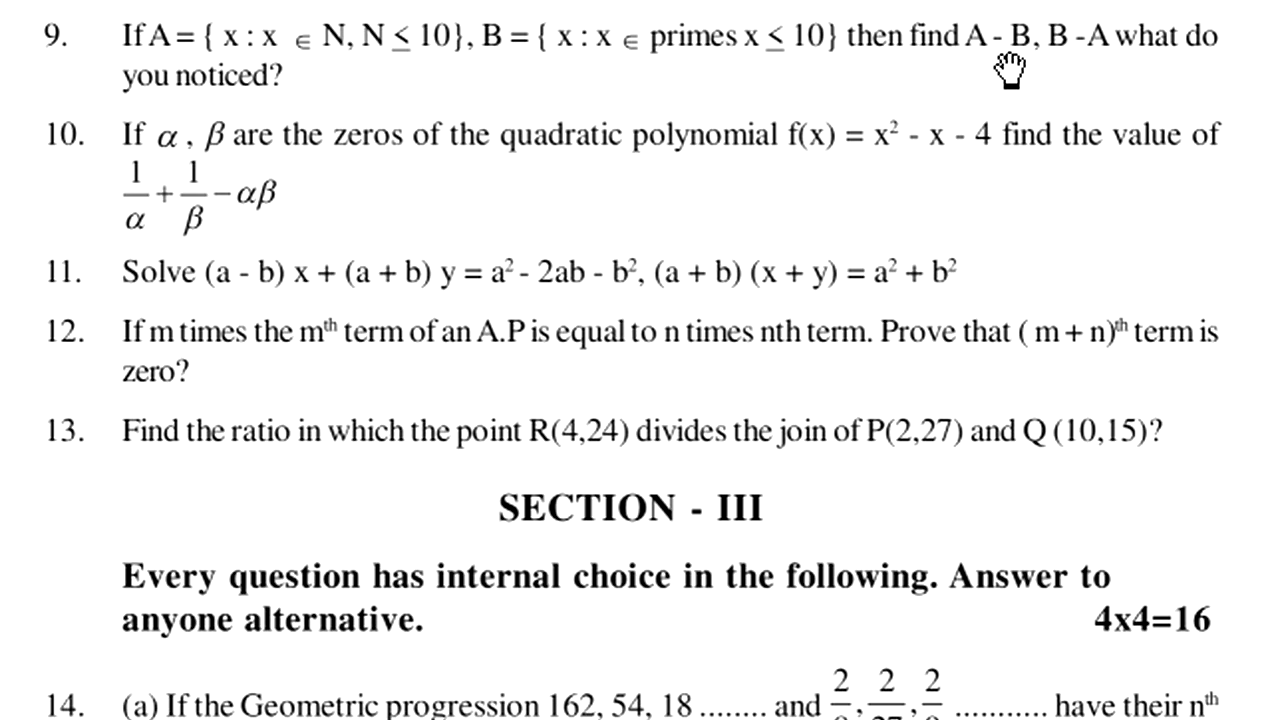 9. If A = { x : x ∈ N, N ≤ 10}, B = { x : x ∈ primes x ≤ 10} then find A - B, B -A what do
you noticed?
10. If α , β are the zeros of the quadratic polynomial f(x) = x² - x - 4 find the value of
1/α + 1/β − αβ
11. Solve (a - b) x + (a + b) y = a² - 2ab - b², (a + b) (x + y) = a² + b²
12. If m times the mᵗʰ term of an A.P is equal to n times nth term. Prove that ( m + n)ᵗʰ term is
zero?
13. Find the ratio in which the point R(4,24) divides the join of P(2,27) and Q (10,15)?
SECTION - III
Every question has internal choice in the following. Answer to
anyone alternative. 4x4=16
14. (a) If the Geometric progression 162, 54, 18 ........ and 2/ , 2/ , 2/ ........... have their nᵗʰ